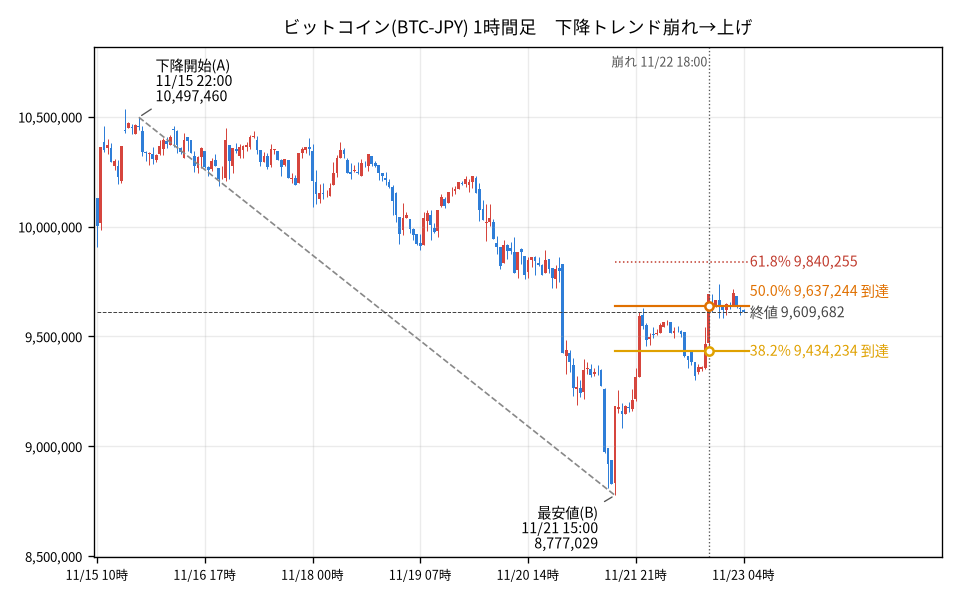 ビットコイン(BTC-JPY) 1時間足　下降トレンド崩れ→上げ
崩れ 11/22 18:00
下降開始(A)
11/15 22:00
10,497,460
10,500,000
10,000,000
9,500,000
9,000,000
8,500,000
61.8% 9,840,255
50.0% 9,637,244 到達
終値 9,609,682
38.2% 9,434,234 到達
最安値(B)
11/21 15:00
8,777,029
11/15 10時
11/16 17時
11/18 00時
11/19 07時
11/20 14時
11/21 21時
11/23 04時